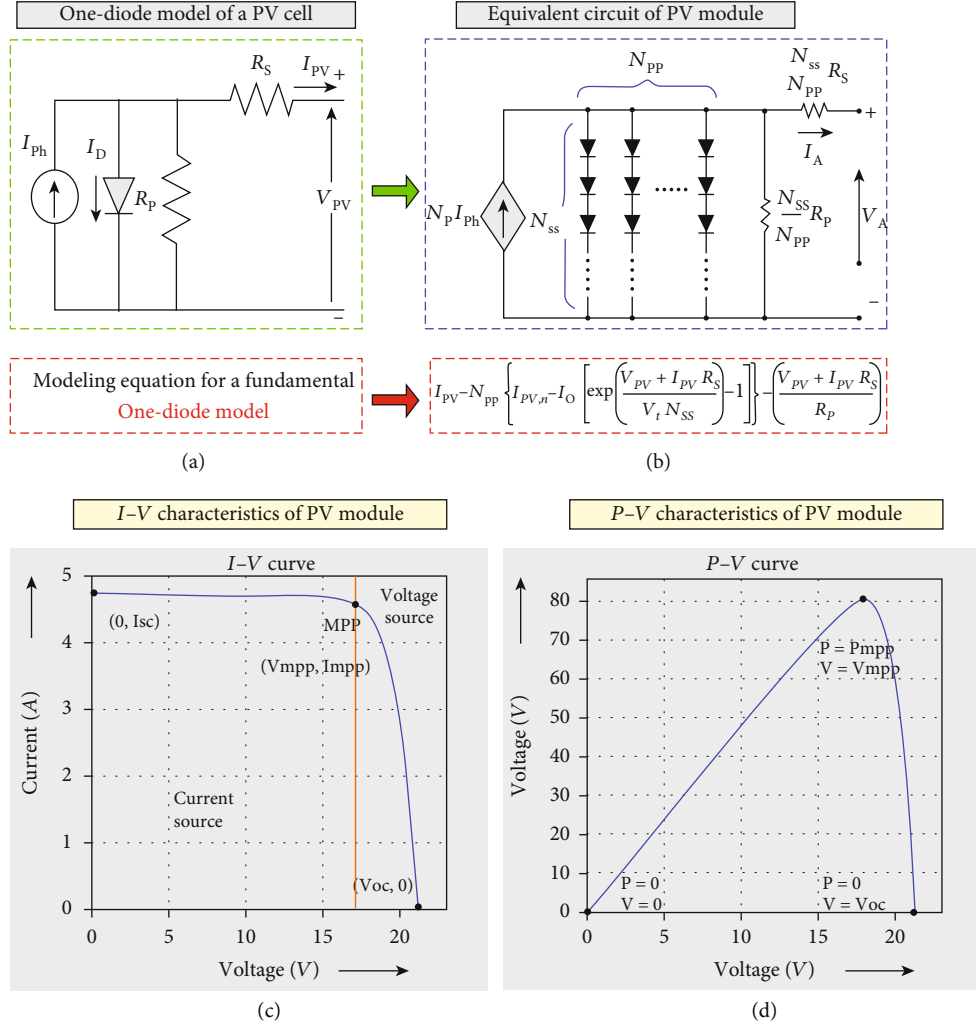 One-diode model of a PV cell
Equivalent circuit of PV module
R_S
I_PV +
I_Ph
I_D
R_P
V_PV
−
N_PP
N_ss
N_PP R_S
+
I_A
N_P I_Ph
N_ss
N_SS
N_PP R_P
V_A
−
Modeling equation for a fundamental
One-diode model
I_PV–N_pp {I_PV,n–I_O [exp(V_PV + I_PV R_S / V_t N_SS)–1]}–(V_PV + I_PV R_S / R_P)
(a)
(b)
I–V characteristics of PV module
P–V characteristics of PV module
I–V curve
5
4
3
2
1
0
Current (A)
(0, Isc)
MPP
Voltage
source
(Vmpp, Impp)
Current
source
(Voc, 0)
0 5 10 15 20
Voltage (V)
(c)
P–V curve
80
70
60
50
40
30
20
10
0
Voltage (V)
P = Pmpp
V = Vmpp
P = 0
V = 0
P = 0
V = Voc
0 5 10 15 20
Voltage (V)
(d)